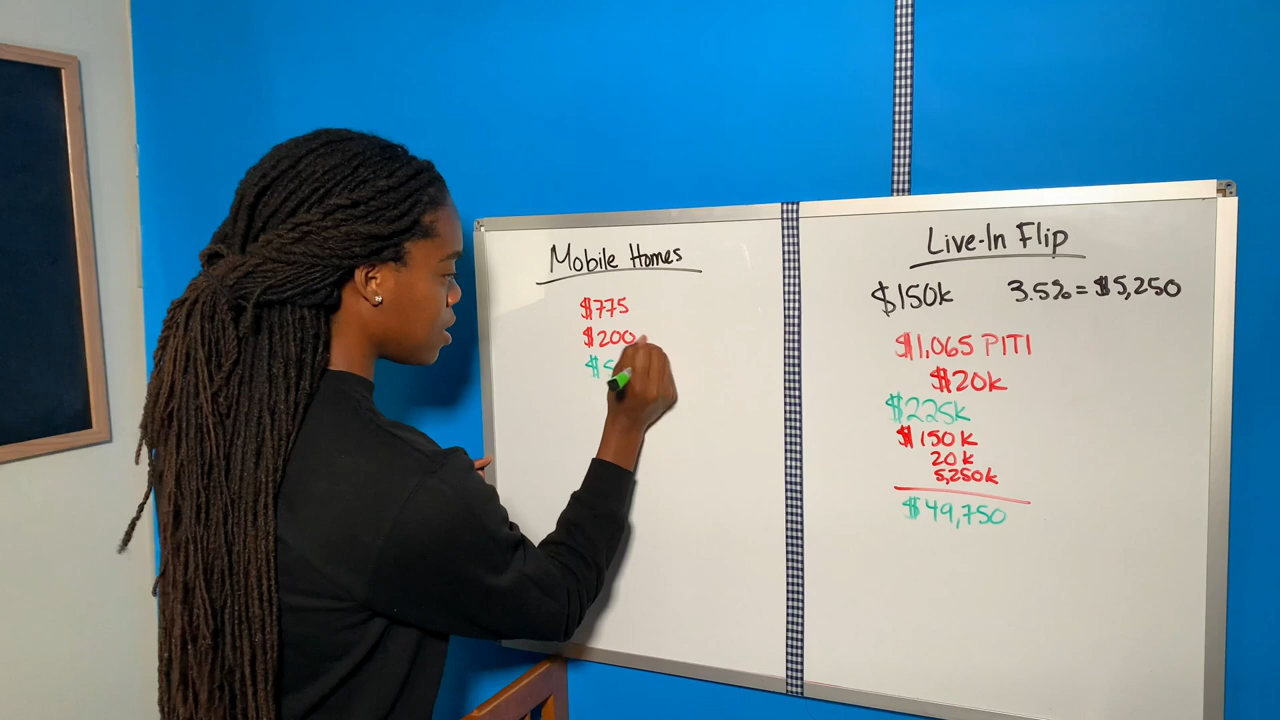 Mobile Homes
$775
$200
Live-In Flip
$150k 3.5% = $5,250
$1,065 PITI
$20k
$225k
$150k
20k
5,250k
$49,750